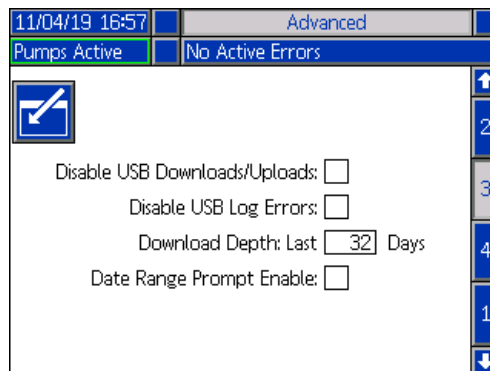 11/04/19 16:57 Advanced
Pumps Active No Active Errors
2
Disable USB Downloads/Uploads:
3
Disable USB Log Errors:
Download Depth: Last 32 Days
4
Date Range Prompt Enable:
1